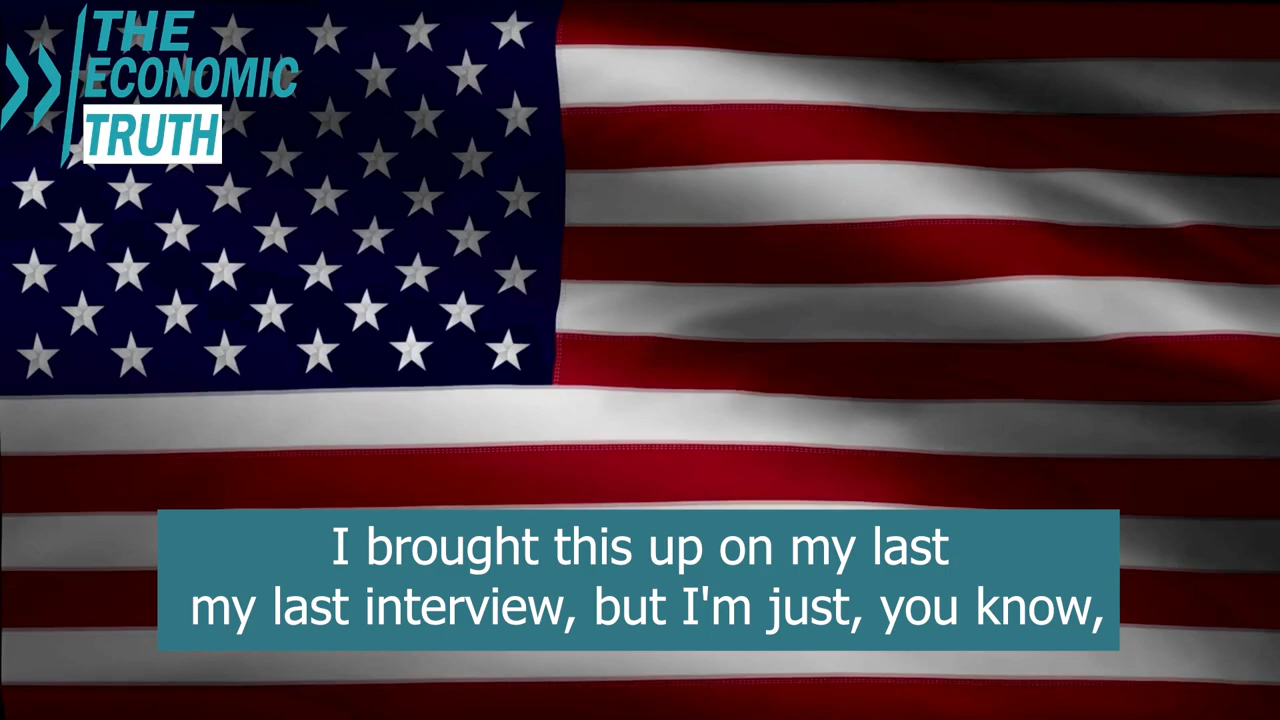 THE
ECONOMIC
TRUTH
I brought this up on my last
my last interview, but I'm just, you know,